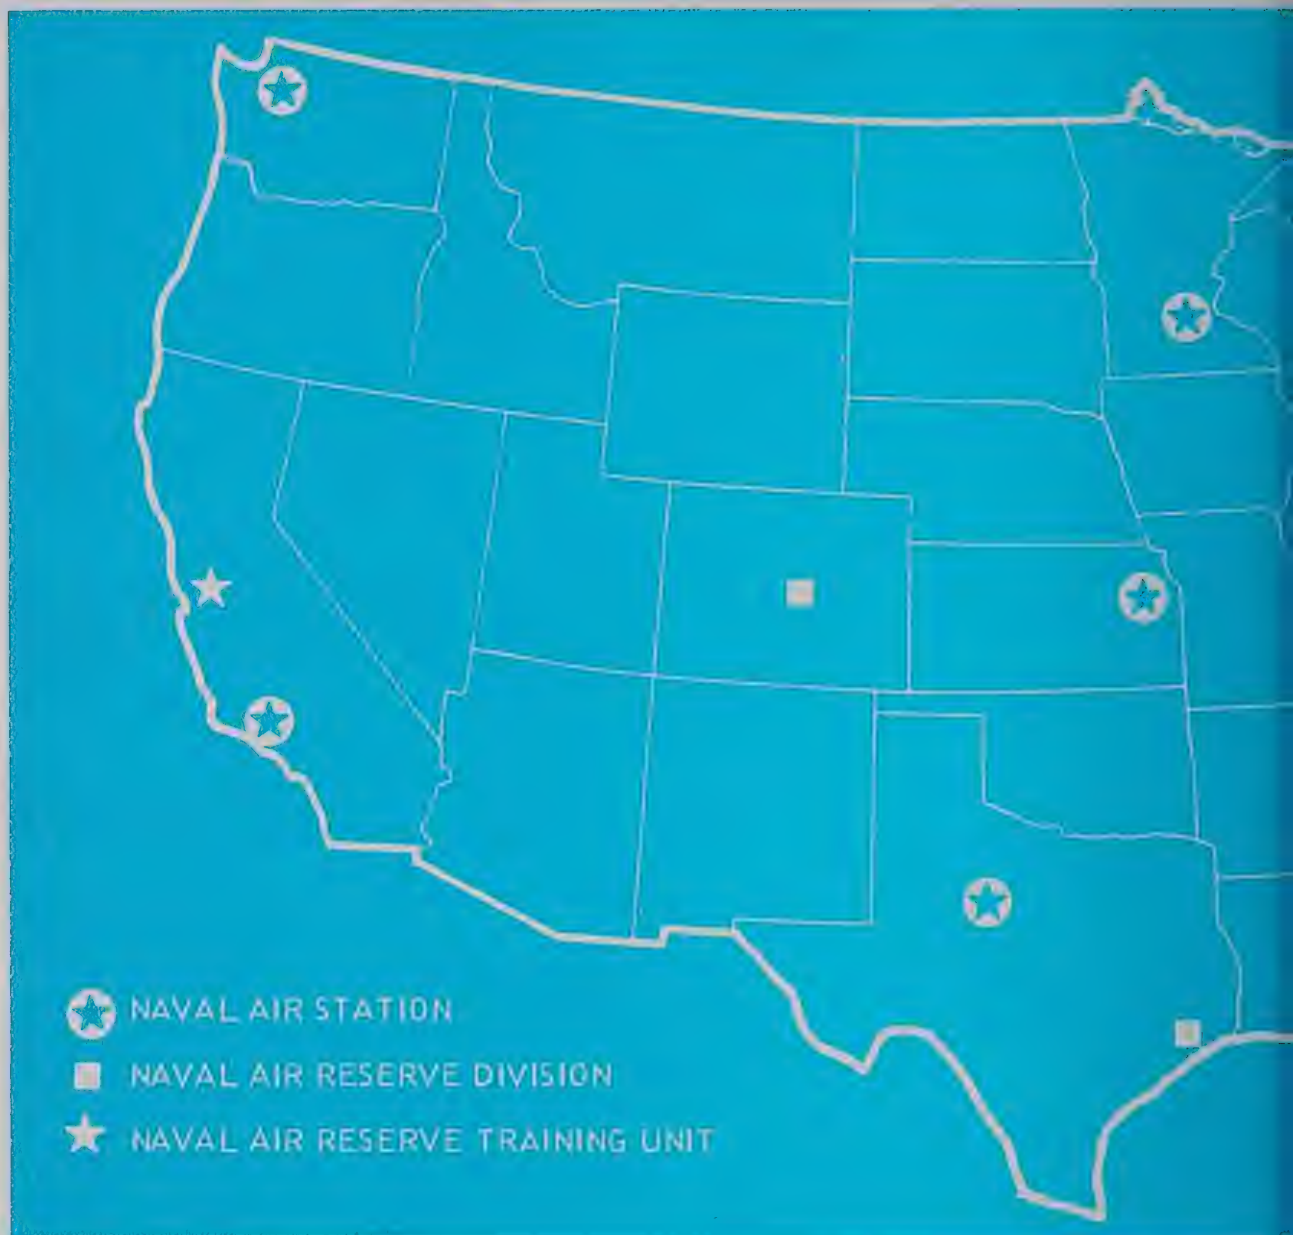 NAVAL AIR STATION
NAVAL AIR RESERVE DIVISION
NAVAL AIR RESERVE TRAINING UNIT